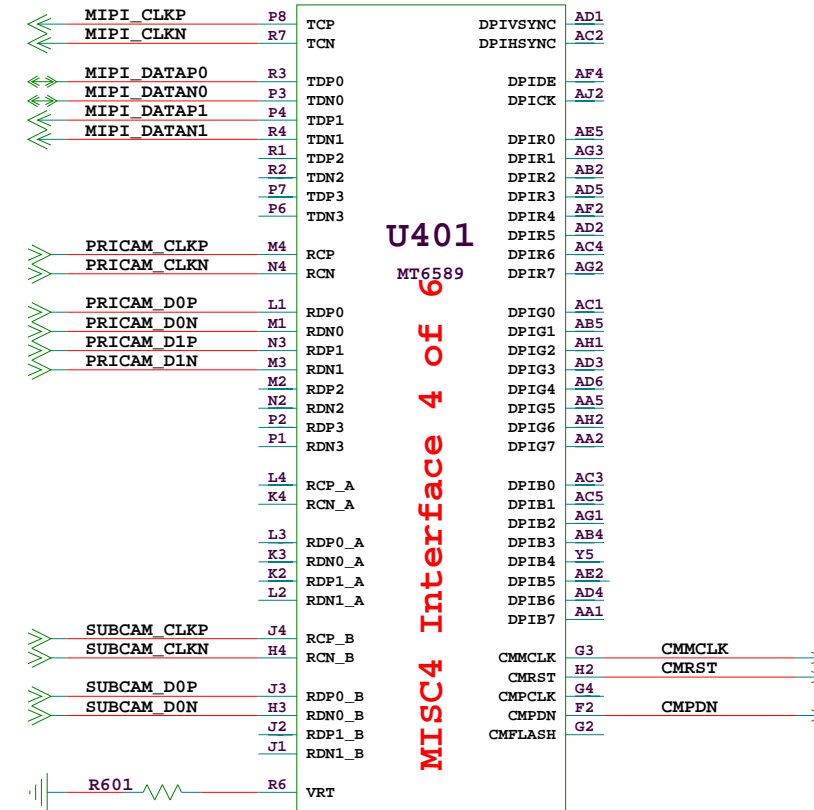 MIPI_CLKP P8 TCP DPIVSYNC AD1
MIPI_CLKN R7 TCN DPIHSYNC AC2
MIPI_DATAP0 R3 TDP0 DPIDE AF4
MIPI_DATAN0 P3 TDN0 DPICK AJ2
MIPI_DATAP1 P4 TDP1
MIPI_DATAN1 R4 TDN1 DPIR0 AE5
R1 TDP2 DPIR1 AG3
R2 TDN2 DPIR2 AB2
P7 TDP3 DPIR3 AD5
P6 TDN3 DPIR4 AF2
DPIR5 AD2
U401
PRICAM_CLKP M4 RCP DPIR6 AC4
PRICAM_CLKN N4 RCN DPIR7 AG2
MT6589
PRICAM_D0P L1 RDP0 DPIG0 AC1
PRICAM_D0N M1 RDN0 DPIG1 AB5
PRICAM_D1P N3 RDP1 DPIG2 AH1
PRICAM_D1N M3 RDN1 DPIG3 AD3
M2 RDP2 DPIG4 AD6
N2 RDN2 DPIG5 AA5
P2 RDP3 DPIG6 AH2
P1 RDN3 DPIG7 AA2
MISC4 Interface 4 of 6
L4 RCP_A DPIB0 AC3
K4 RCN_A DPIB1 AC5
DPIB2 AG1
L3 RDP0_A DPIB3 AB4
K3 RDN0_A DPIB4 Y5
K2 RDP1_A DPIB5 AE2
L2 RDN1_A DPIB6 AD4
DPIB7 AA1
SUBCAM_CLKP J4 RCP_B
SUBCAM_CLKN H4 RCN_B CMMCLK G3 CMMCLK
CMRST H2 CMRST
SUBCAM_D0P J3 RDP0_B CMPCLK G4
SUBCAM_D0N H3 RDN0_B CMPDN F2 CMPDN
J2 RDP1_B CMFLASH G2
J1 RDN1_B
R601 R6 VRT